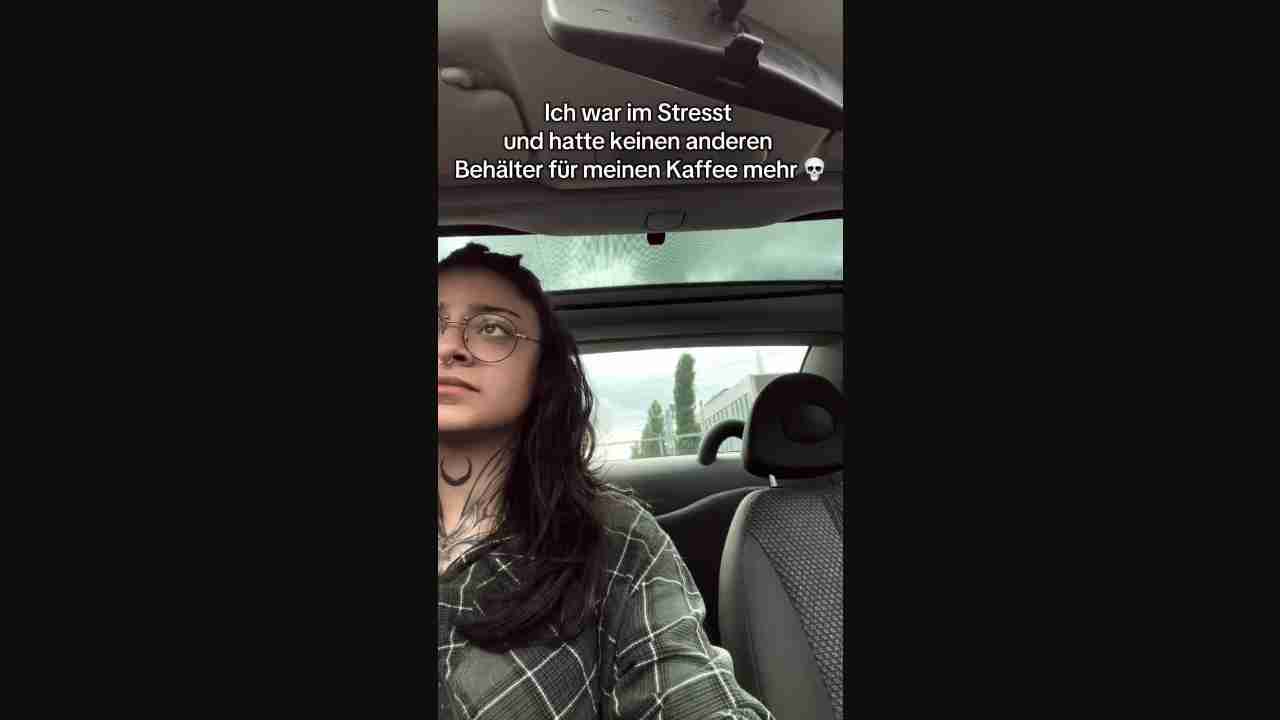 Ich war im Stresst
und hatte keinen anderen
Behälter für meinen Kaffee mehr 💀